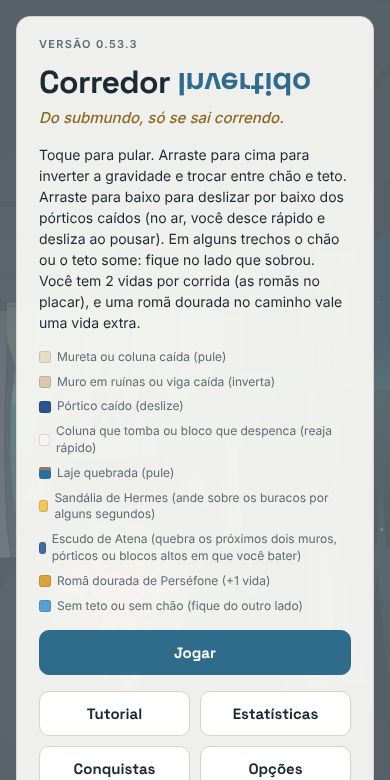 VERSÃO 0.53.3
Corredor Invertido
Do submundo, só se sai correndo.
Toque para pular. Arraste para cima para
inverter a gravidade e trocar entre chão e teto.
Arraste para baixo para deslizar por baixo dos
pórticos caídos (no ar, você desce rápido e
desliza ao pousar). Em alguns trechos o chão
ou o teto some: fique no lado que sobrou.
Você tem 2 vidas por corrida (as romãs no
placar), e uma romã dourada no caminho vale
uma vida extra.
Mureta ou coluna caída (pule)
Muro em ruínas ou viga caída (inverta)
Pórtico caído (deslize)
Coluna que tomba ou bloco que despenca (reaja
rápido)
Laje quebrada (pule)
Sandália de Hermes (ande sobre os buracos por
alguns segundos)
Escudo de Atena (quebra os próximos dois muros,
pórticos ou blocos altos em que você bater)
Romã dourada de Perséfone (+1 vida)
Sem teto ou sem chão (fique do outro lado)
Jogar
Tutorial
Estatísticas
Conquistas
Opções